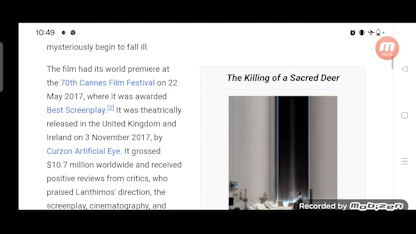 10:49
mysteriously begin to fall ill.
The film had its world premiere at
the 70th Cannes Film Festival on 22
May 2017, where it was awarded
Best Screenplay.[2] It was theatrically
released in the United Kingdom and
Ireland on 3 November 2017, by
Curzon Artificial Eye. It grossed
$10.7 million worldwide and received
positive reviews from critics, who
praised Lanthimos' direction, the
screenplay, cinematography, and
The Killing of a Sacred Deer
Recorded by
Mobizen